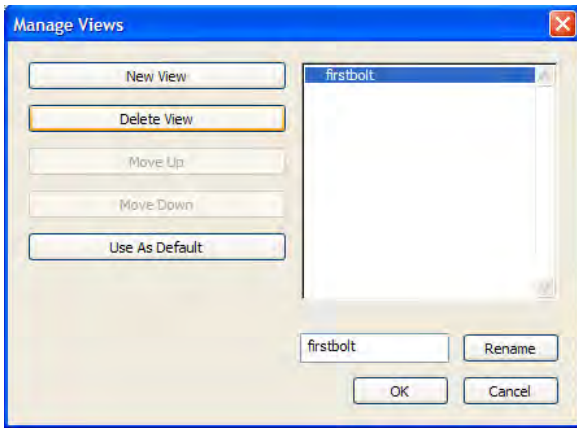 Manage Views
New View
Delete View
Move Up
Move Down
Use As Default
firstbolt
firstbolt
Rename
OK
Cancel